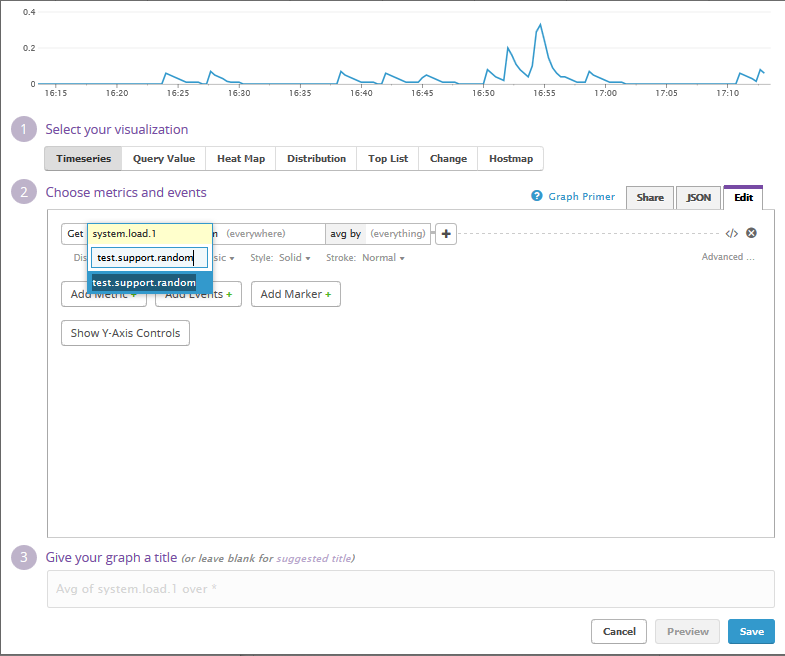 0.4
0.2
0
16:15 16:20 16:25 16:30 16:35 16:40 16:45 16:50 16:55 17:00 17:05 17:10
1 Select your visualization
Timeseries Query Value Heat Map Distribution Top List Change Hostmap
2 Choose metrics and events
? Graph Primer Share JSON Edit
Get system.load.1 (everywhere) avg by (everything) + </>
test.support.random Style: Solid Stroke: Normal Advanced ...
test.support.random
Add Metric + Add Events + Add Marker +
Show Y-Axis Controls
3 Give your graph a title (or leave blank for suggested title)
Avg of system.load.1 over *
Cancel Preview Save